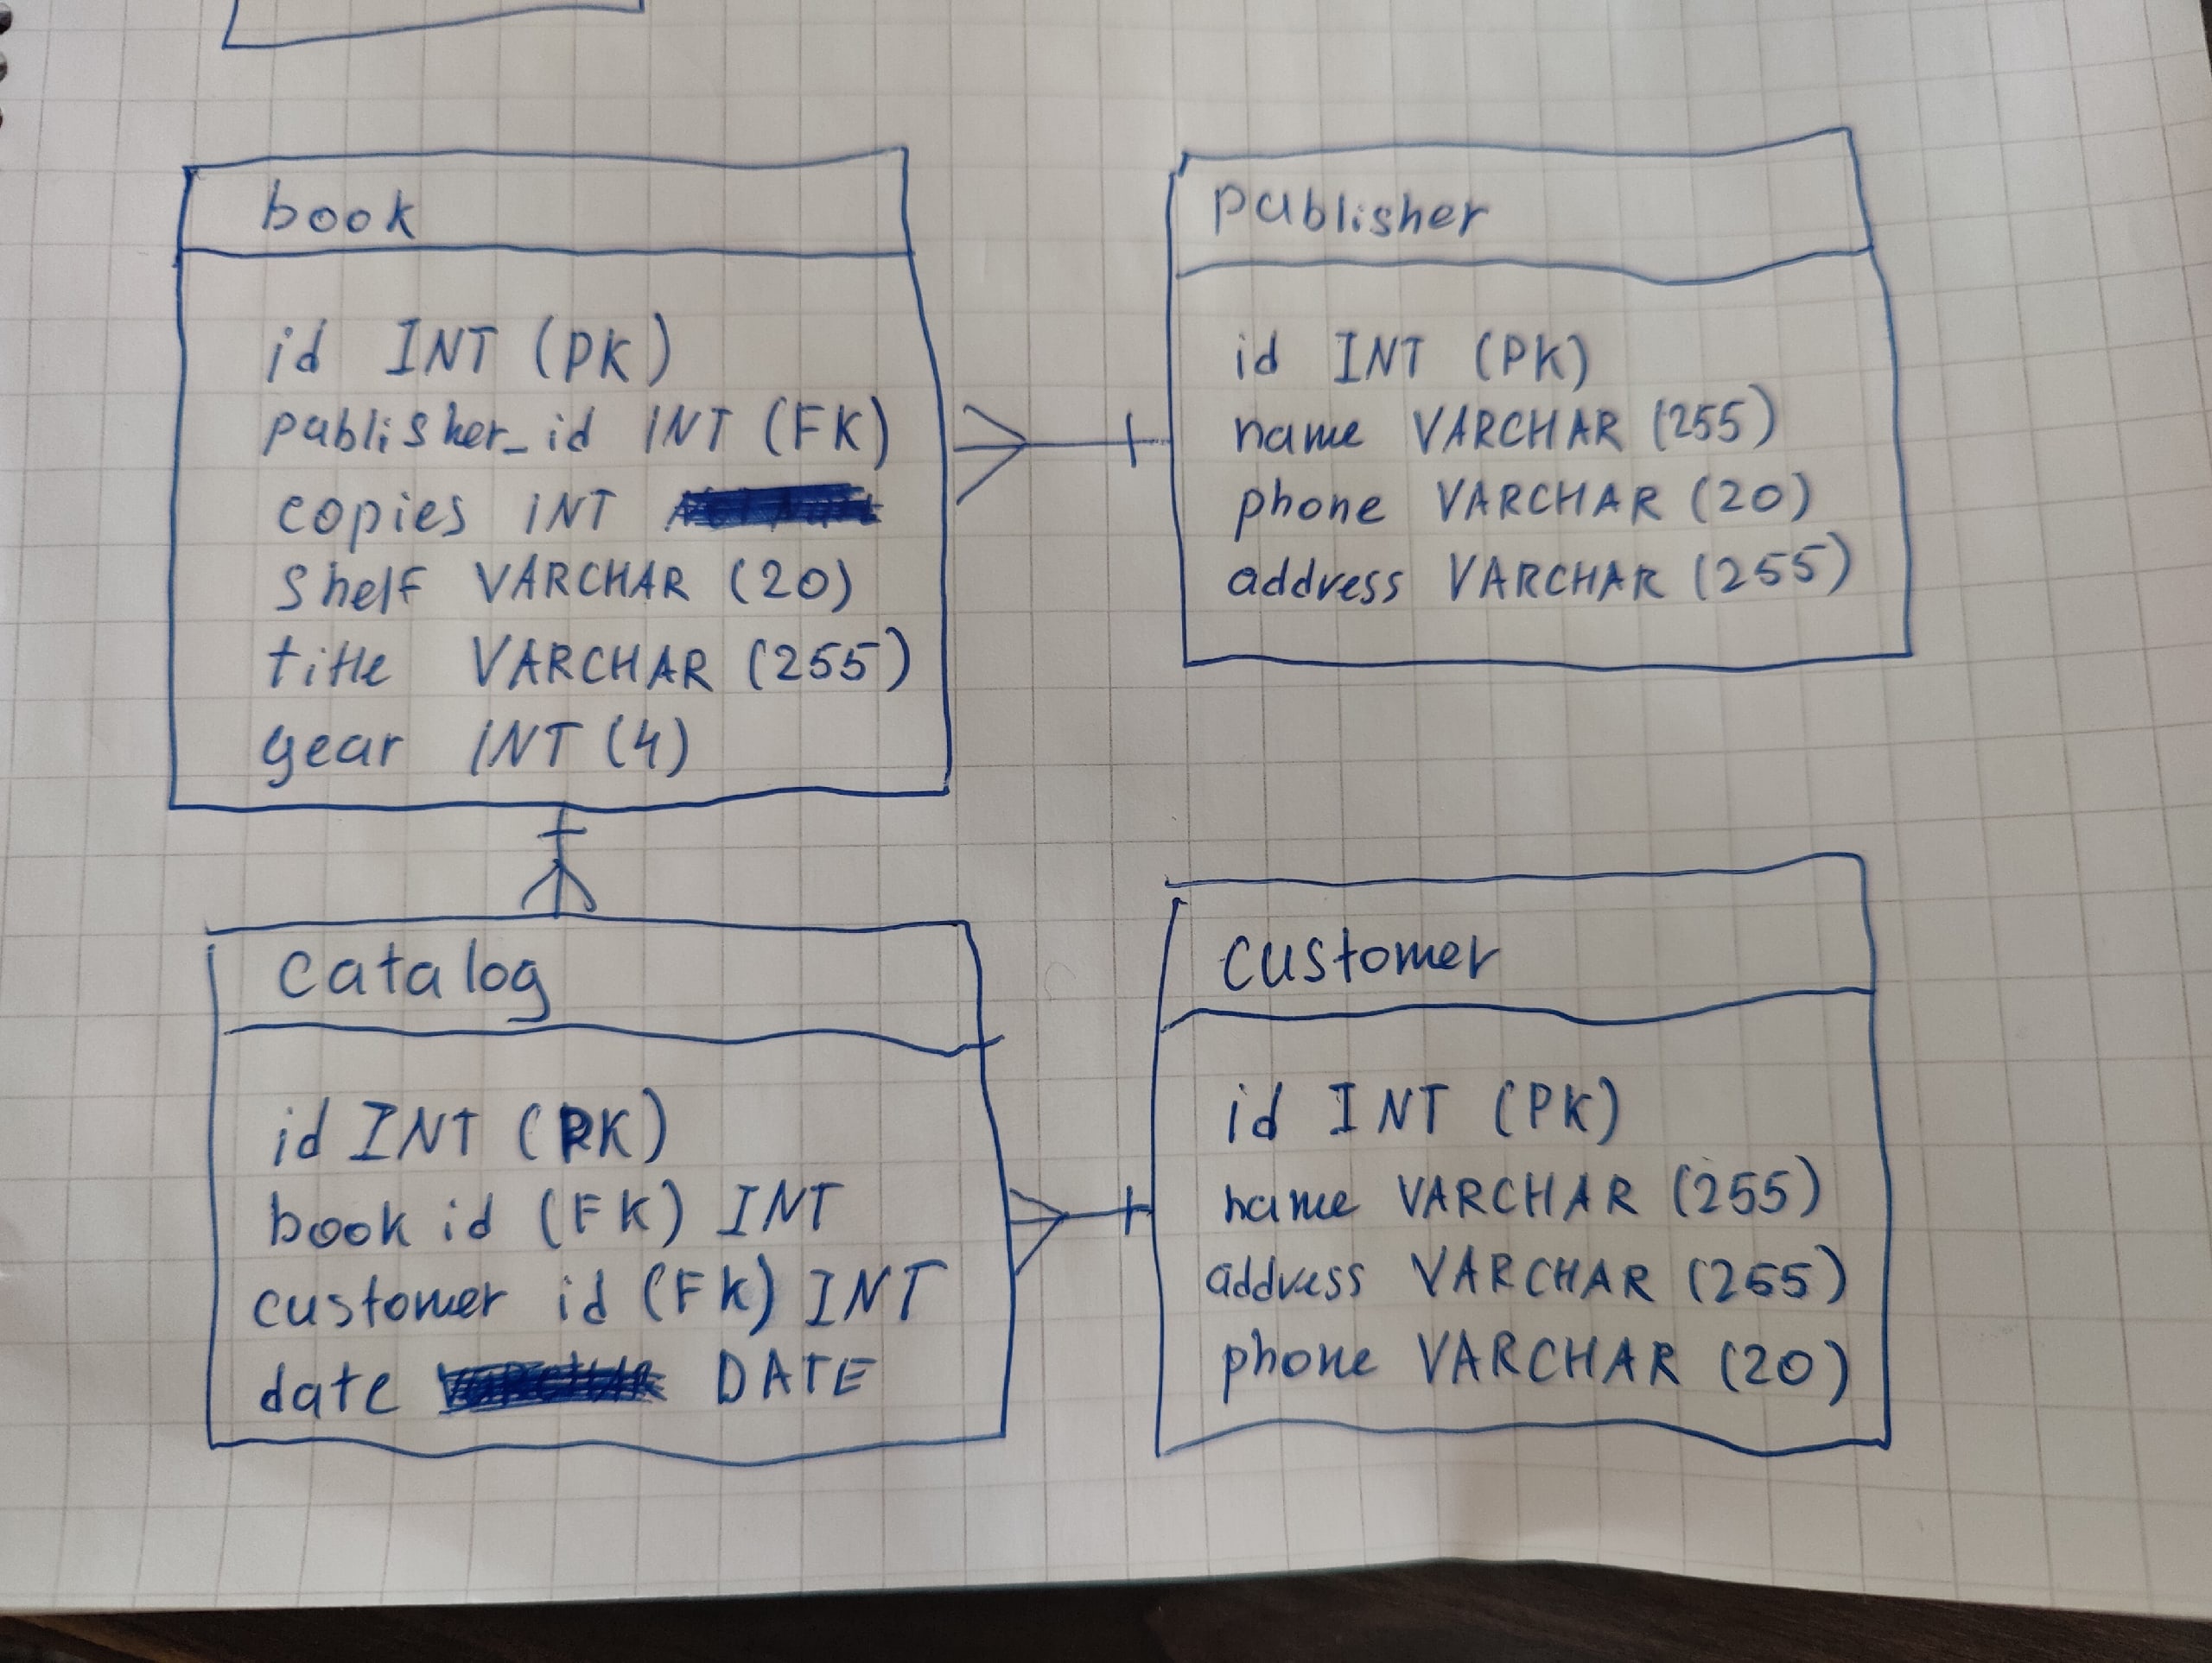 book
id INT (PK)
publisher_id INT (FK)
copies INT
shelf VARCHAR (20)
title VARCHAR (255)
year INT (4)
publisher
id INT (PK)
name VARCHAR (255)
phone VARCHAR (20)
address VARCHAR (255)
catalog
id INT (PK)
book id (FK) INT
customer id (FK) INT
date DATE
customer
id INT (PK)
name VARCHAR (255)
address VARCHAR (255)
phone VARCHAR (20)